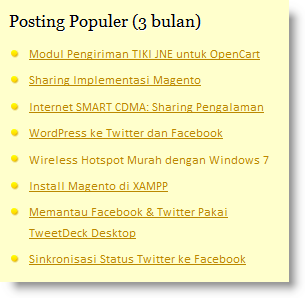 Posting Populer (3 bulan)
Modul Pengiriman TIKI JNE untuk OpenCart
Sharing Implementasi Magento
Internet SMART CDMA: Sharing Pengalaman
WordPress ke Twitter dan Facebook
Wireless Hotspot Murah dengan Windows 7
Install Magento di XAMPP
Memantau Facebook & Twitter Pakai
TweetDeck Desktop
Sinkronisasi Status Twitter ke Facebook